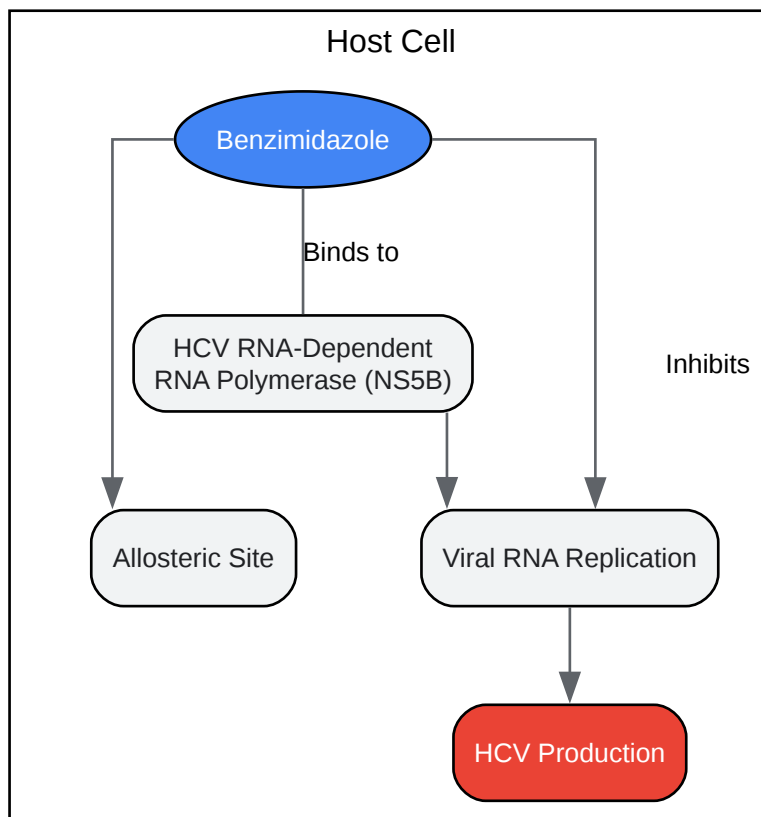 Host Cell
Benzimidazole
Binds to
HCV RNA-Dependent
RNA Polymerase (NS5B)
Inhibits
Allosteric Site
Viral RNA Replication
HCV Production